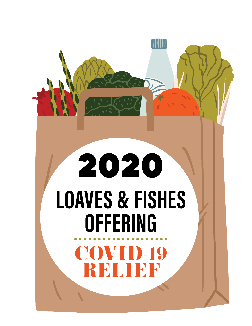 2020
LOAVES & FISHES
OFFERING
COVID 19
RELIEF